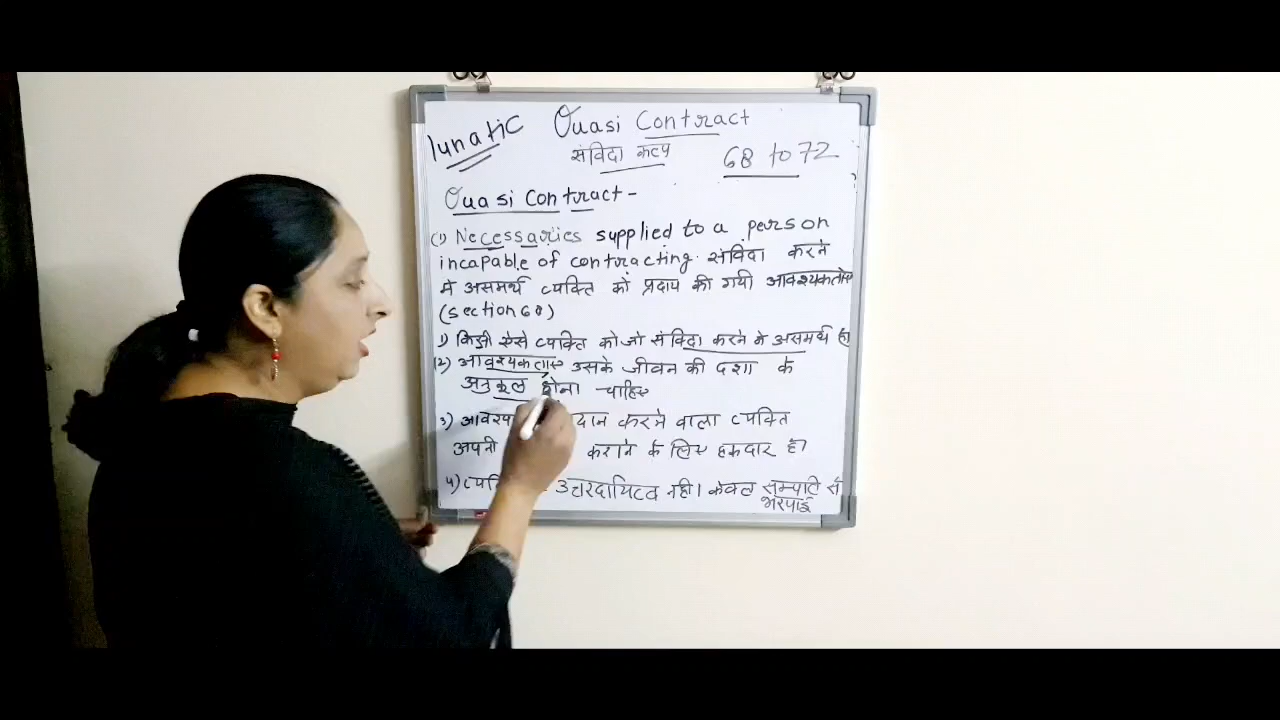 lunatic
Quasi Contract
संविदा कल्प
68 to 72
Quasi Contract -
(1) Necessaries supplied to a person
incapable of contracting. संविदा करने
मे असमर्थ व्यक्ति को प्रदाय की गयी आवश्यकताए
(section 68)
1) किसी ऐसे व्यक्ति को जो संविदा करने मे असमर्थ हो
(2) आवश्यकताए उसके जीवन की दशा के
अनुकूल होना चाहिए
3) करने वाला व्यक्ति
अपनी कराने के लिए हकदार है।
4) उत्तरदायित्व नही। केवल सम्पत्ति से
भरपाई